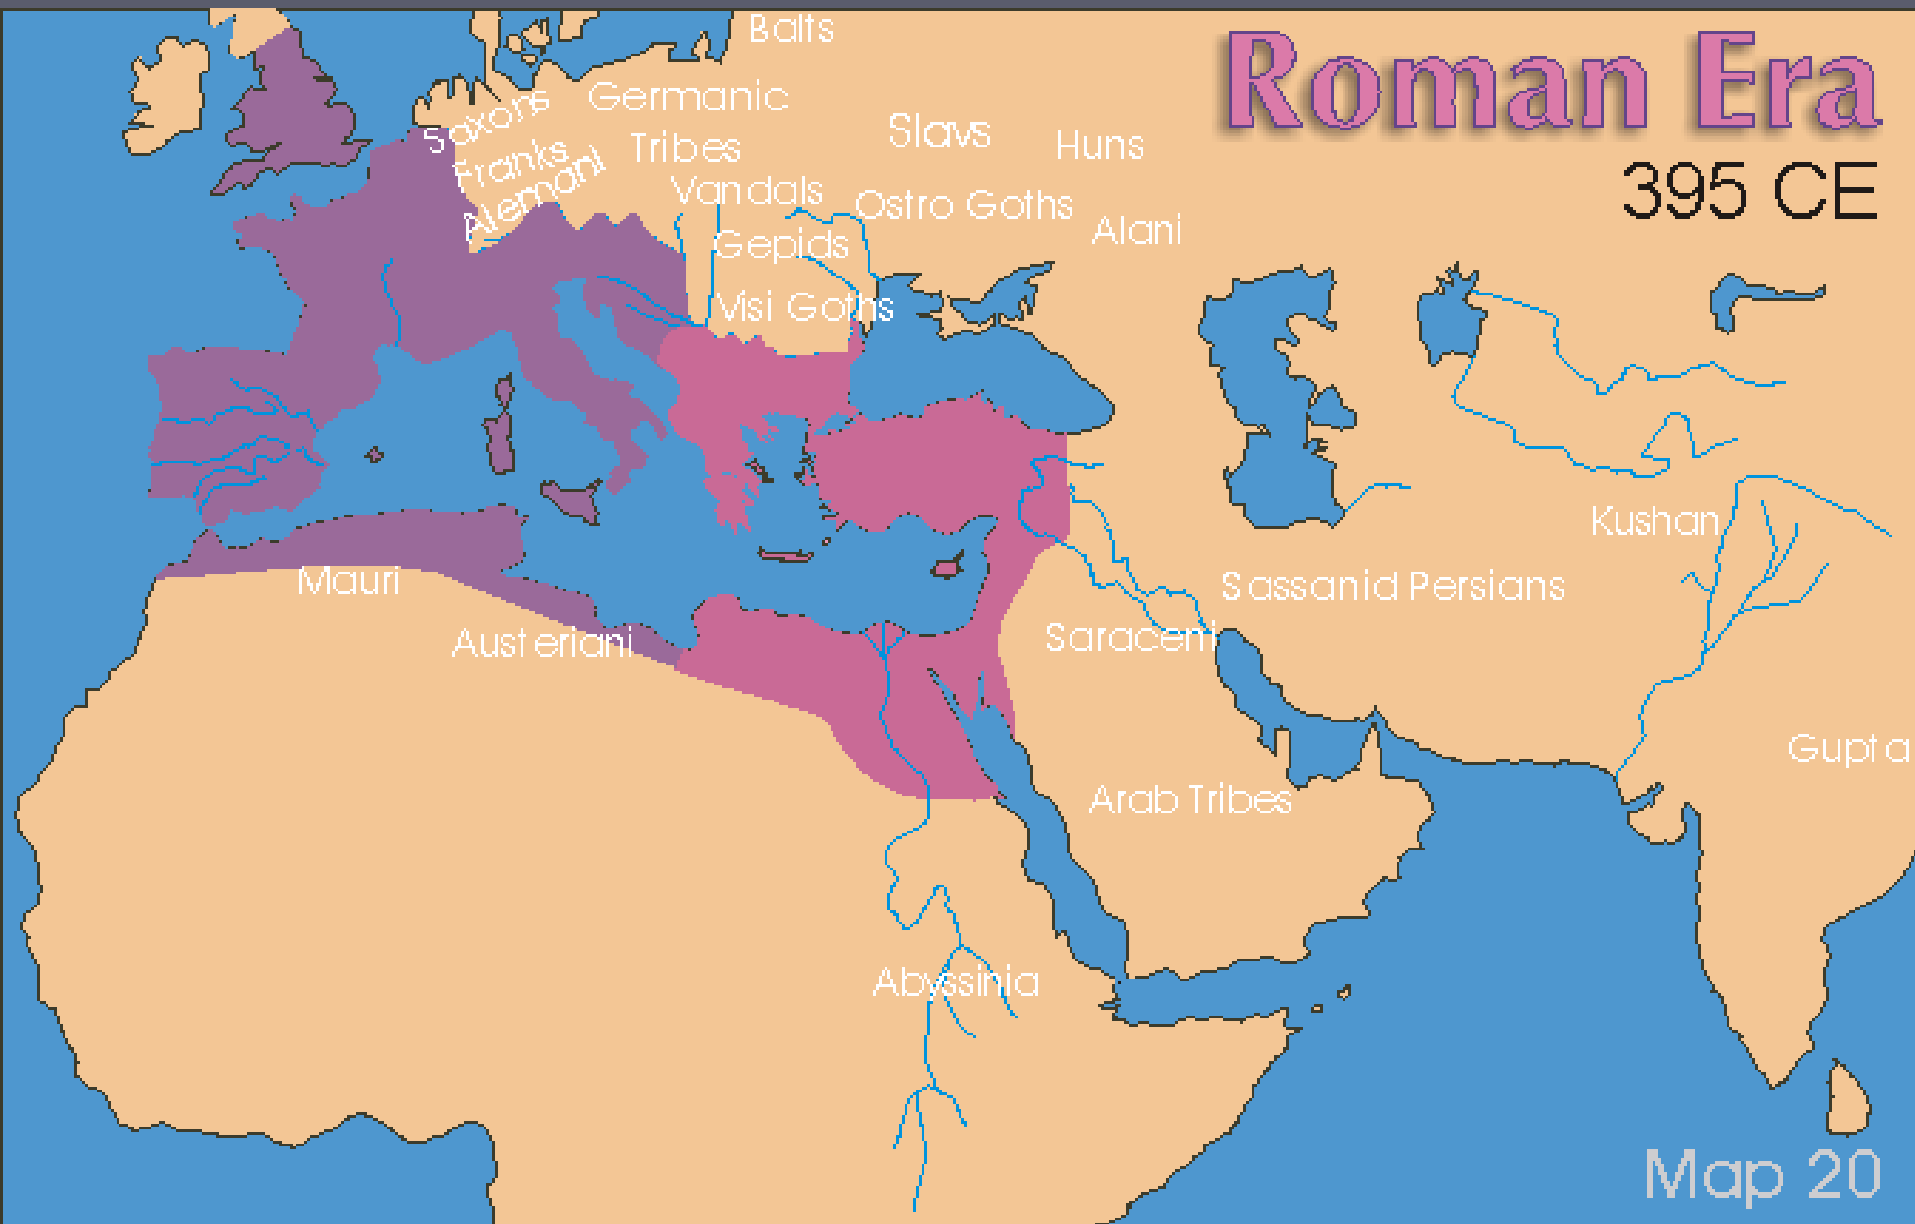 Roman Era
395 CE
Balts
Germanic
Tribes
Saxons
Franks
Alemani
Slavs
Huns
Vandals
Ostro Goths
Alani
Gepids
Visi Goths
Kushan
Mauri
Sassanid Persians
Austeriani
Saraceni
Gupta
Arab Tribes
Abyssinia
Map 20